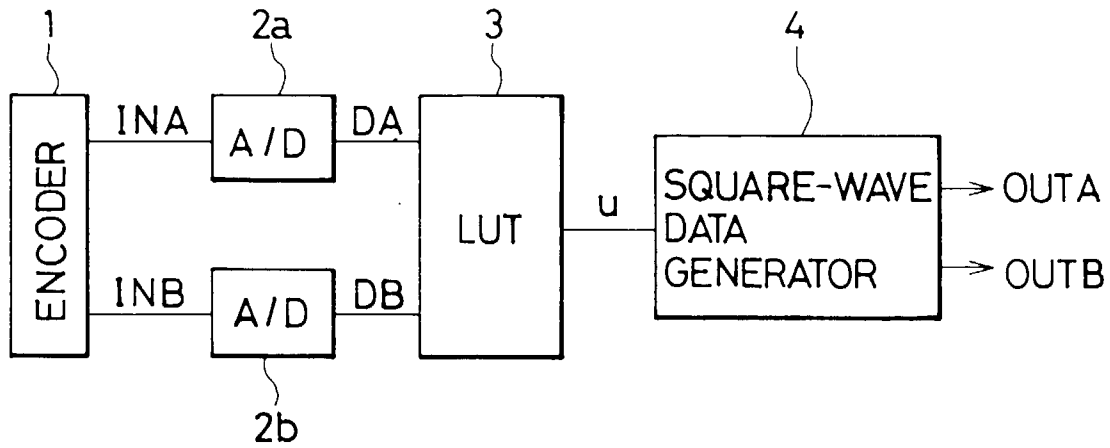 1
2a
3
4
ENCODER
INA
A/D
DA
LUT
u
SQUARE-WAVE
DATA
GENERATOR
OUTA
OUTB
INB
A/D
DB
2b